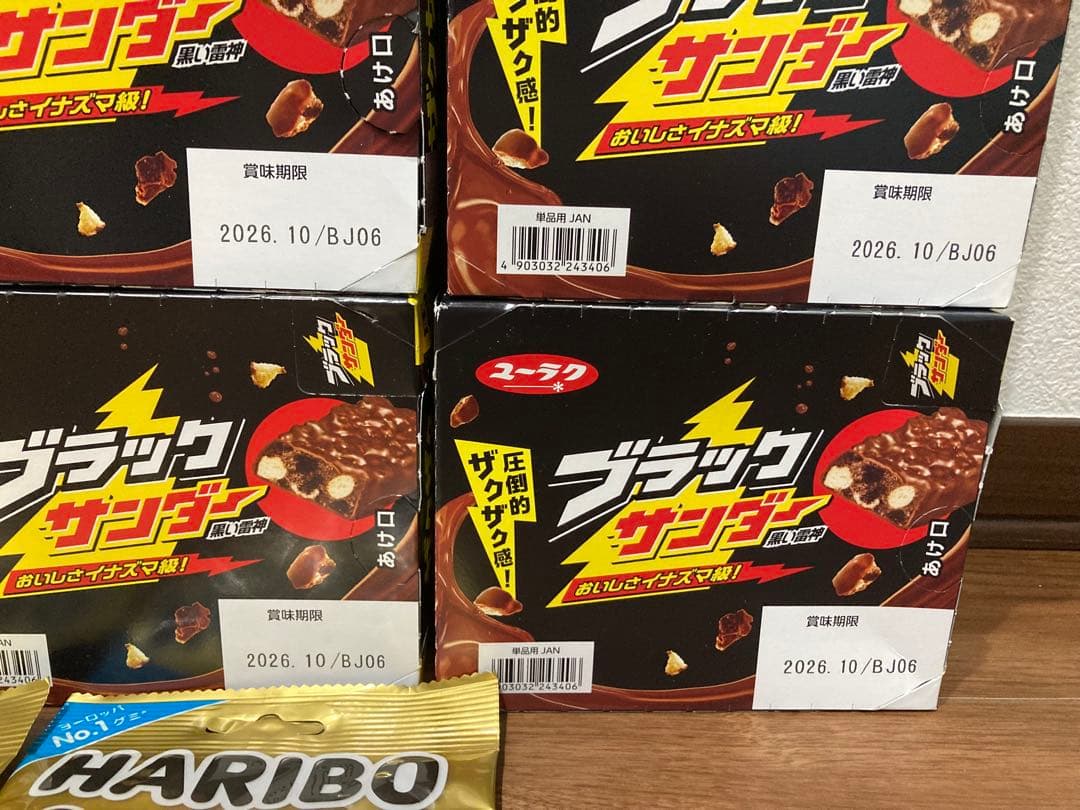 サンダー
黒い雷神
おいしさイナズマ級!
あけ口
賞味期限
2026.10/BJ06
ザクザク感!
ブラック
サンダー
黒い雷神
おいしさイナズマ級!
あけ口
単品用 JAN
4 903032 243406
賞味期限
2026.10/BJ06
ブラック
サンダー
ブラック
サンダー
黒い雷神
おいしさイナズマ級!
あけ口
賞味期限
2026.10/BJ06
ユーラク
圧倒的
ザクザク感!
ブラック
サンダー
ブラック
サンダー
黒い雷神
おいしさイナズマ級!
あけ口
単品用 JAN
903032 243406
賞味期限
2026.10/BJ06
ヨーロッパ
No.1グミ*
HARIBO